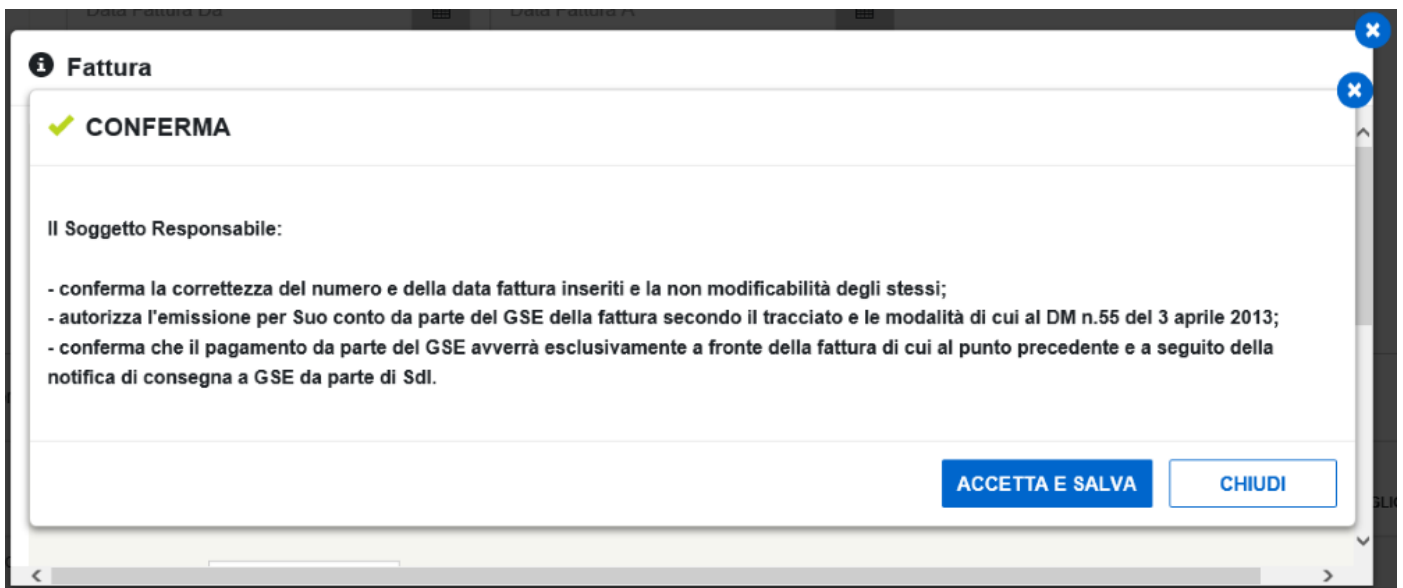 Data Fattura Da
Data Fattura A
Fattura
CONFERMA
Il Soggetto Responsabile:
- conferma la correttezza del numero e della data fattura inseriti e la non modificabilità degli stessi;
- autorizza l'emissione per Suo conto da parte del GSE della fattura secondo il tracciato e le modalità di cui al DM n.55 del 3 aprile 2013;
- conferma che il pagamento da parte del GSE avverrà esclusivamente a fronte della fattura di cui al punto precedente e a seguito della
notifica di consegna a GSE da parte di SdI.
ACCETTA E SALVA
CHIUDI